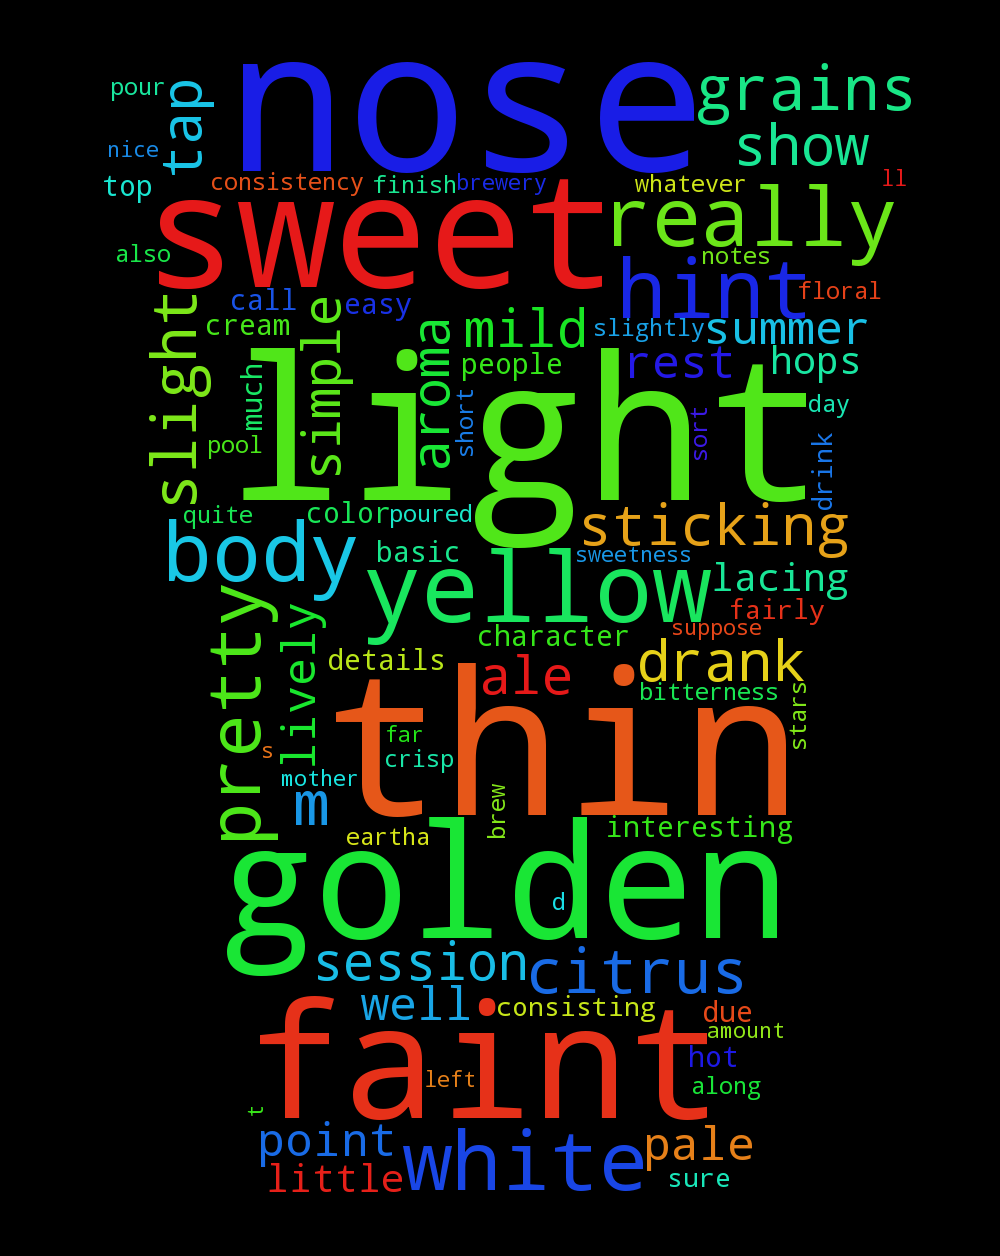 nose
grains
pour
tap
show
nice
top
consistency
finish
brewery
whatever
ll
sweet
really
also
notes
hint
floral
call
easy
slight
cream
simple
aroma
mild
slightly
summer
people
rest
hops
much
light
short
sort
day
pool
drink
quite
color
poured
sticking
body
basic
sweetness
yellow
lacing
fairly
pretty
lively
character
suppose
details
ale
drank
bitterness
stars
thin
far
s
crisp
mother
m
brew
eartha
interesting
golden
d
session
citrus
well
consisting
due
amount
faint
hot
left
along
t
point
white
pale
little
sure